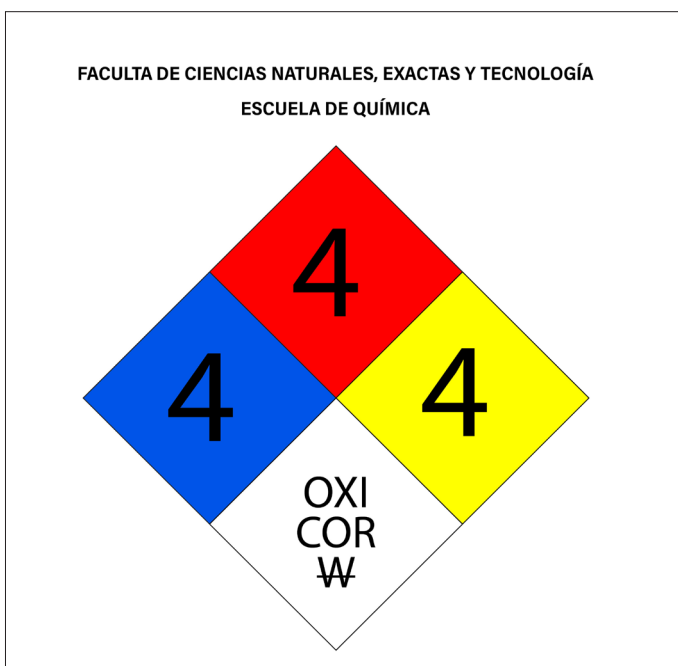 FACULTA DE CIENCIAS NATURALES, EXACTAS Y TECNOLOGÍA
ESCUELA DE QUÍMICA
4
4
4
OXI
COR
W